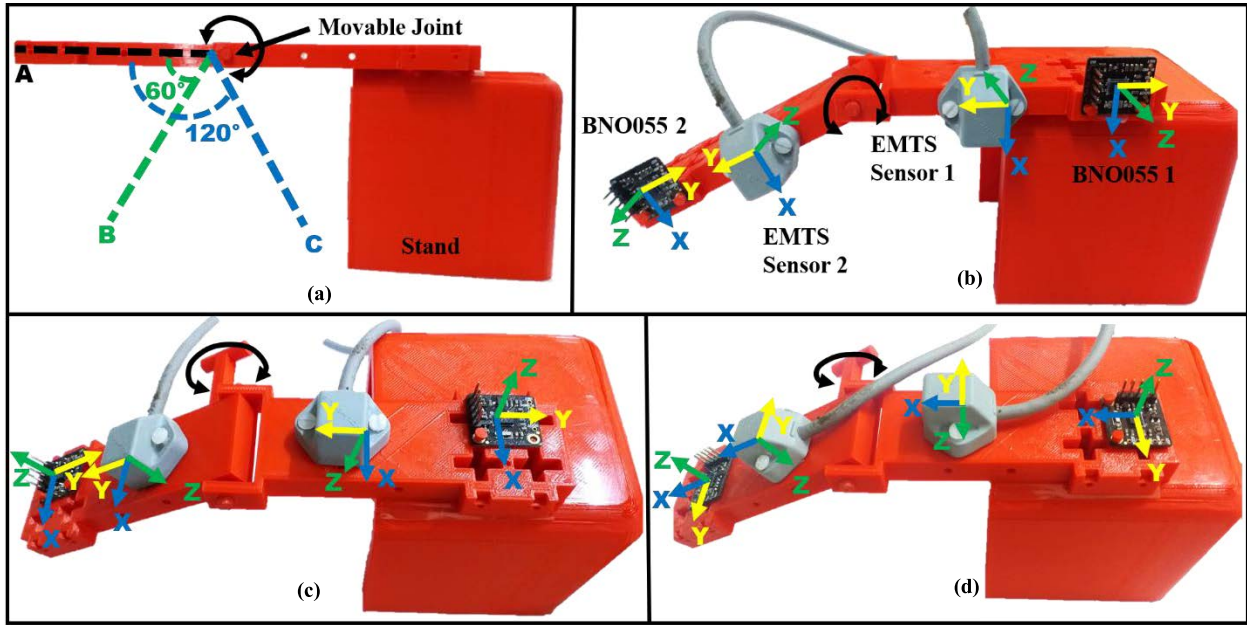 Movable Joint
A
60°
120°
B
C
Stand
(a)
(b)
BNO055 2
Z
Y
X
Z
Y
X
EMTS
Sensor 2
EMTS
Sensor 1
Z
Y
X
Y
Z
X
BNO055 1
(c)
Z
Y
X
Y
Z
X
Y
Z
X
Z
Y
X
(d)
Z
X
Y
X
Y
Z
Y
X
Z
X
Z
Y